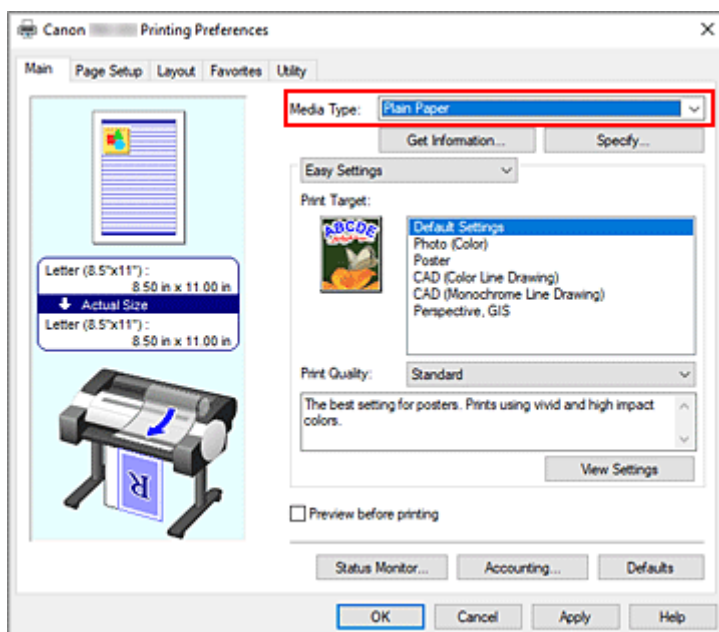 Canon Printing Preferences
Main Page Setup Layout Favorites Utility
Media Type: Plain Paper
Get Information... Specify...
Easy Settings
Print Target:
ABCDE
Default Settings
Photo (Color)
Poster
CAD (Color Line Drawing)
CAD (Monochrome Line Drawing)
Perspective, GIS
Letter (8.5"x11") :
8.50 in x 11.00 in
Actual Size
Letter (8.5"x11") :
8.50 in x 11.00 in
Print Quality: Standard
The best setting for posters. Prints using vivid and high impact
colors.
View Settings
R
Preview before printing
Status Monitor... Accounting... Defaults
OK Cancel Apply Help